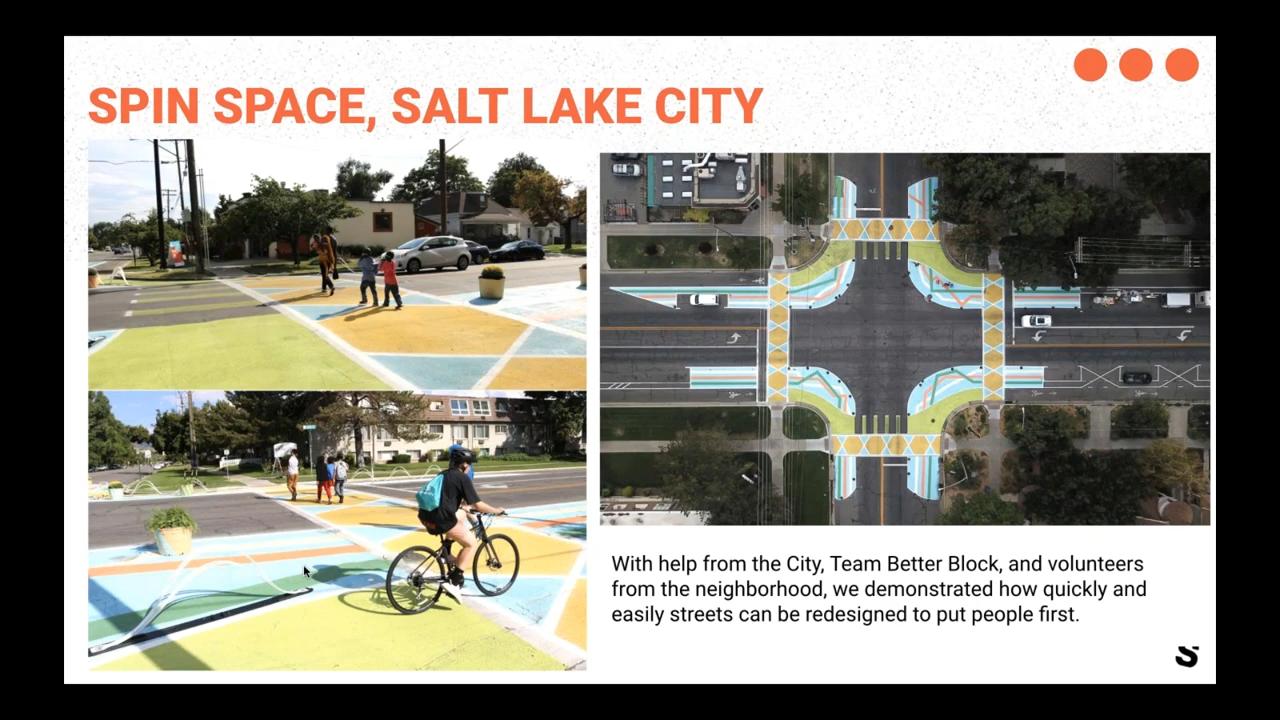 SPIN SPACE, SALT LAKE CITY
With help from the City, Team Better Block, and volunteers
from the neighborhood, we demonstrated how quickly and
easily streets can be redesigned to put people first.
S